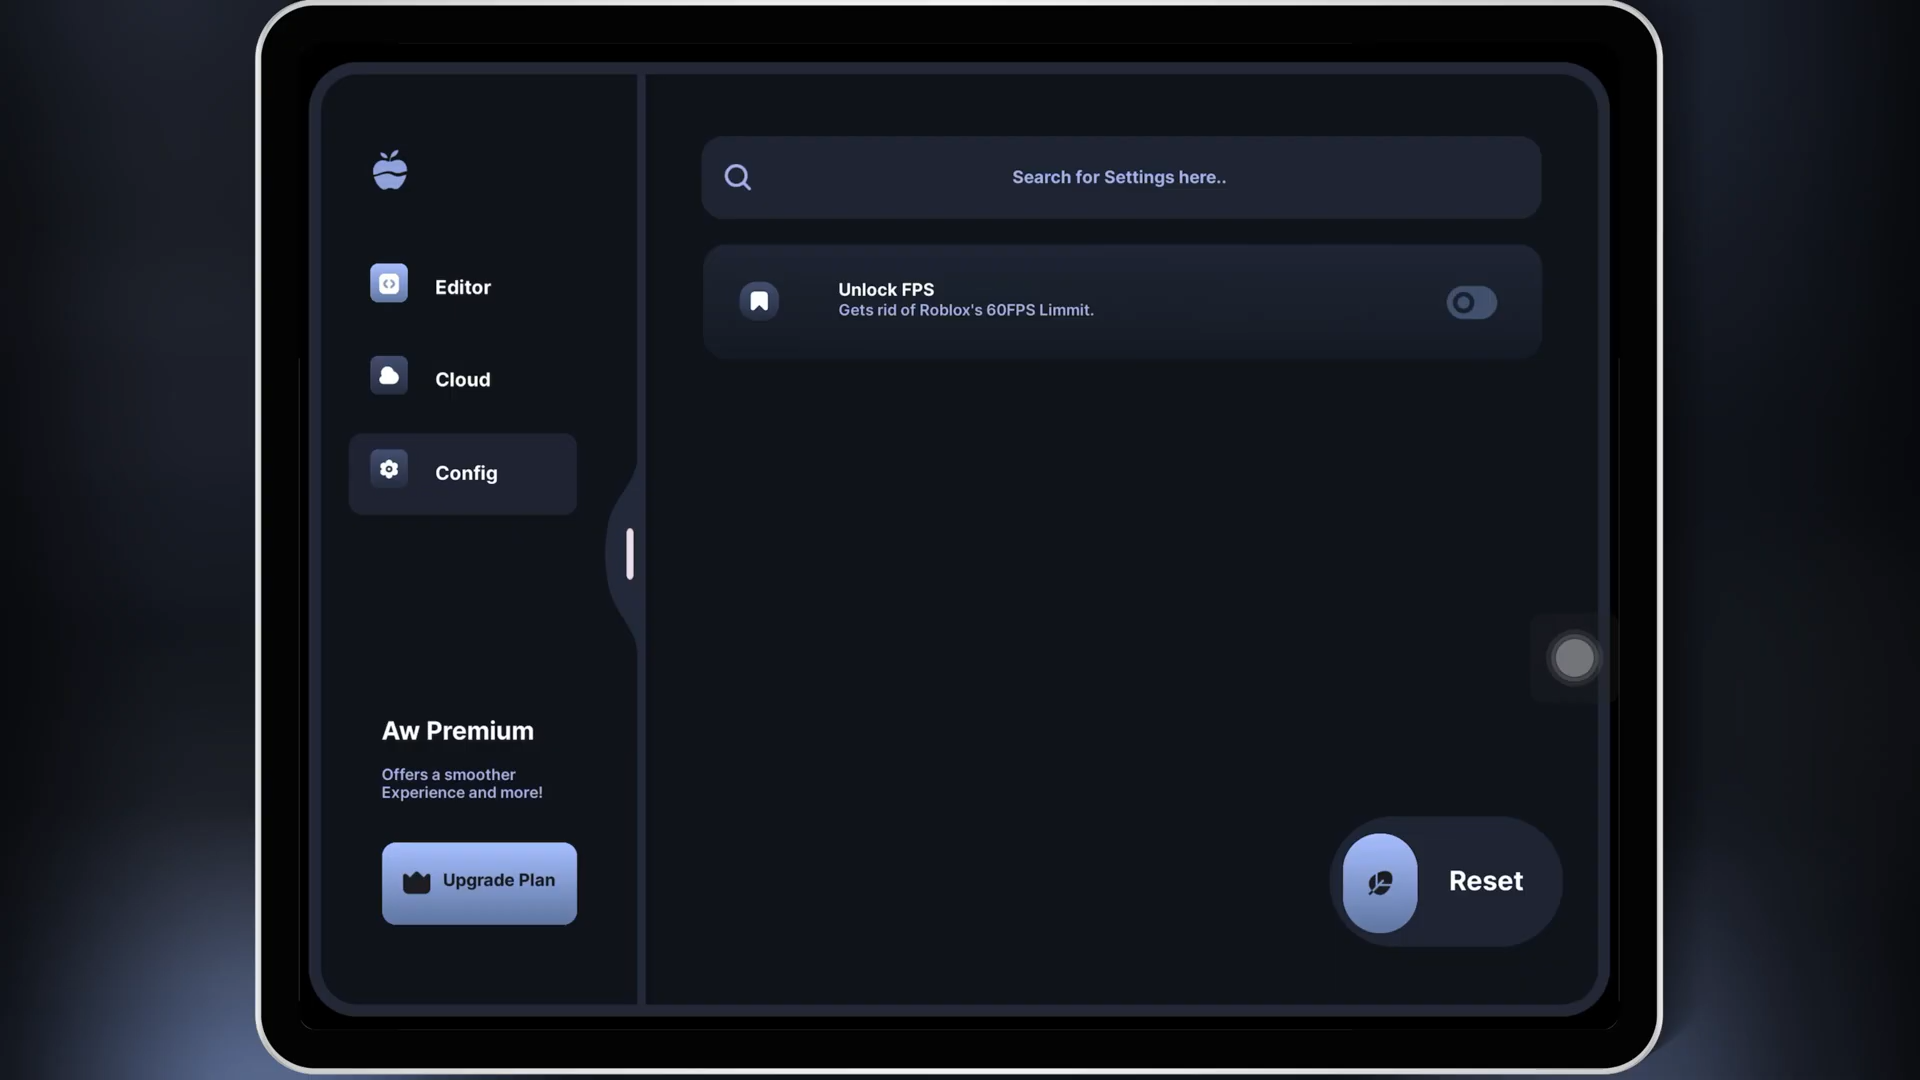 Search for Settings here..
Editor
Unlock FPS
Gets rid of Roblox's 60FPS Limmit.
Cloud
Config
Aw Premium
Offers a smoother
Experience and more!
Upgrade Plan
Reset